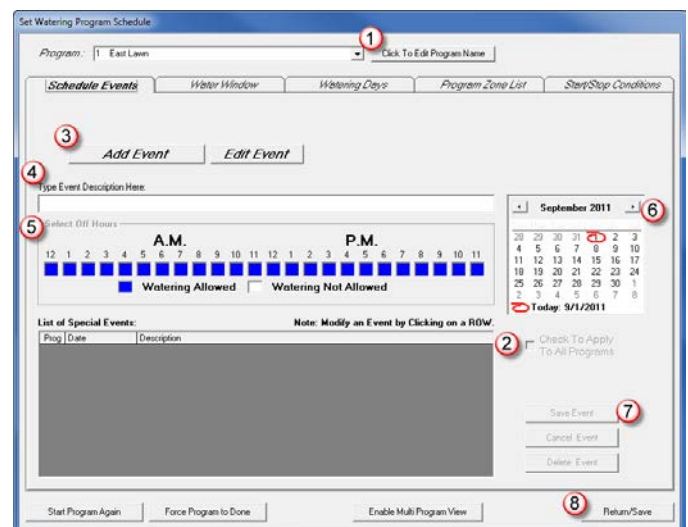 Set Watering Program Schedule
1
Program: 1 East Lawn Click To Edit Program Name
Schedule Events Water Window Watering Days Program Zone List Start/Stop Conditions
3
Add Event Edit Event
4
Type Event Description Here:
September 2011 6
5 Select Off Hours
A.M. P.M.
12 1 2 3 4 5 6 7 8 9 10 11 12 1 2 3 4 5 6 7 8 9 10 11
Watering Allowed Watering Not Allowed
28 29 30 31 1 2 3
4 5 6 7 8 9 10
11 12 13 14 15 16 17
18 19 20 21 22 23 24
25 26 27 28 29 30 1
2 3 4 5 6 7 8
Today: 9/1/2011
List of Special Events: Note: Modify an Event by Clicking on a ROW.
Prog Date Description
2 Check To Apply
To All Programs
Save Event 7
Cancel Event
Delete Event
Start Program Again Force Program to Done Enable Multi Program View 8 Return/Save